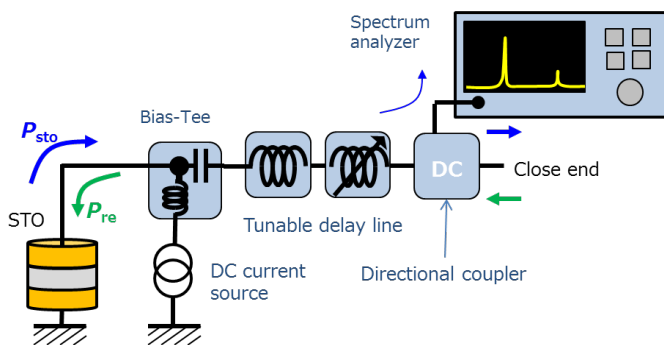 Spectrum
analyzer
Bias-Tee
Psto
Pre
STO
DC
Close end
Tunable delay line
DC current
source
Directional coupler